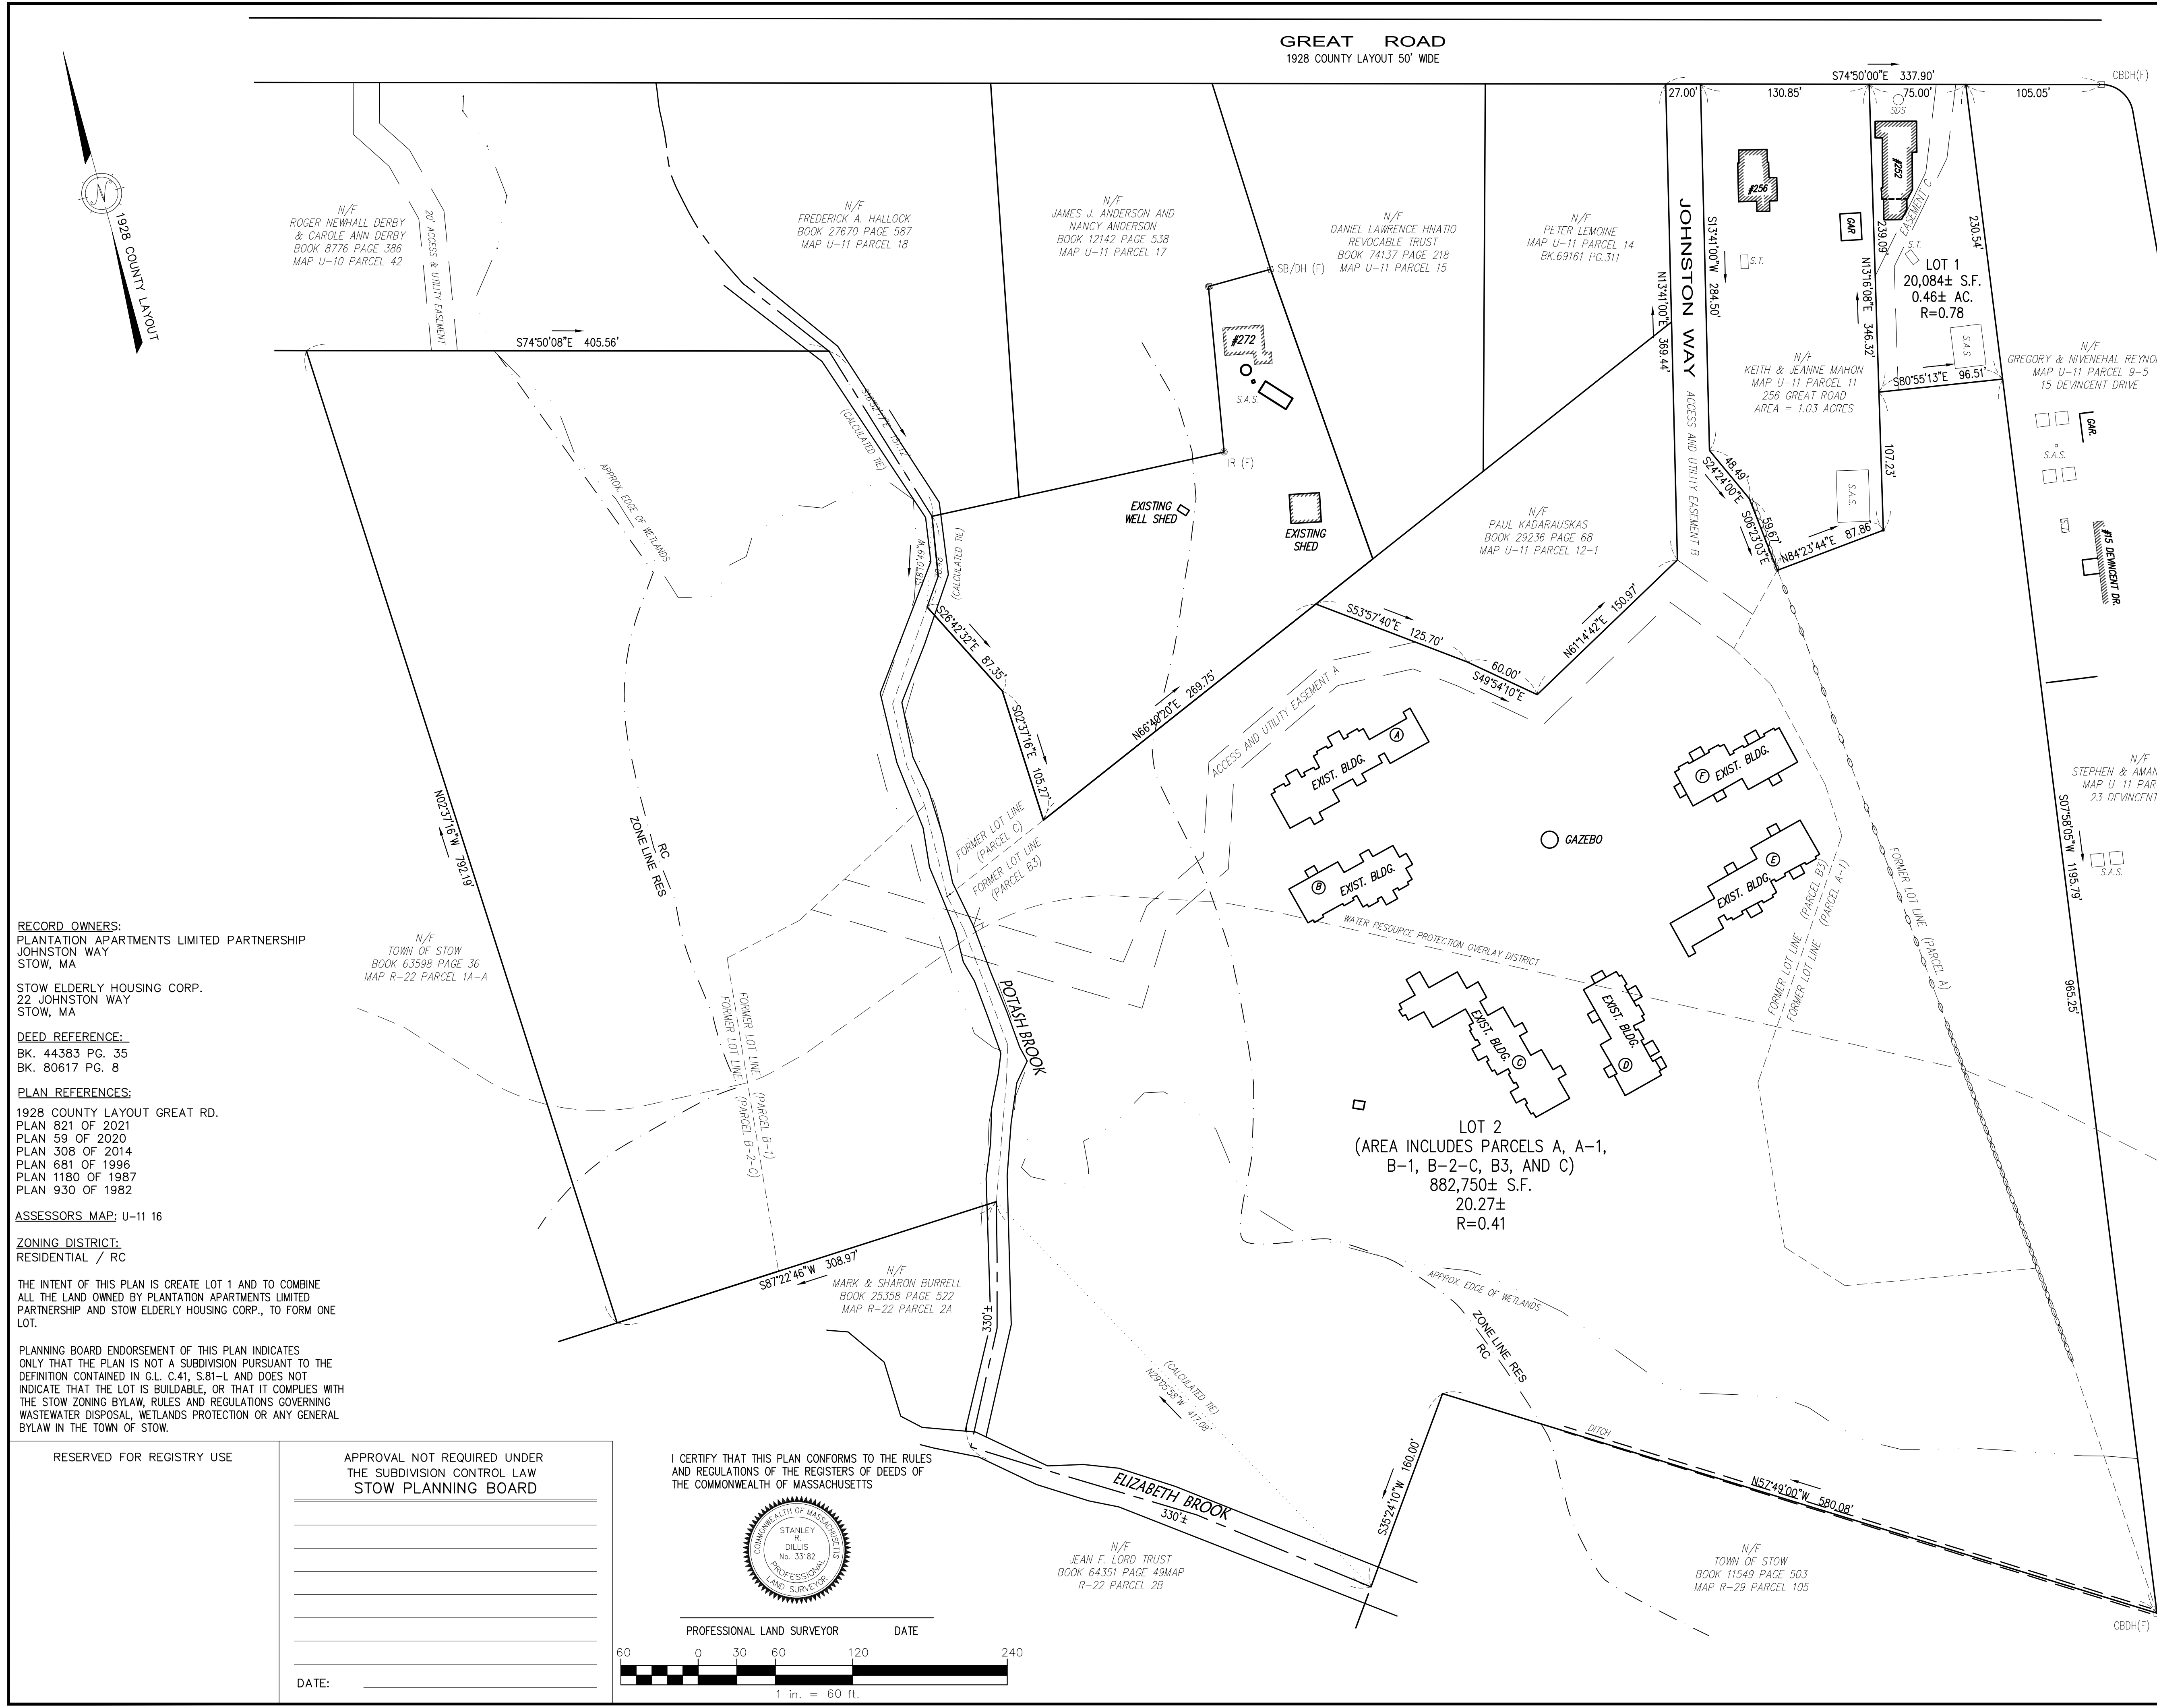 GREAT ROAD
1928 COUNTY LAYOUT 50' WIDE
S74°50'00"E 337.90'
CBDH(F)
27.00'
130.85'
75.00'
105.05'
SDS
1928 COUNTY LAYOUT
N
N/F
ROGER NEWHALL DERBY
& CAROLE ANN DERBY
BOOK 8776 PAGE 386
MAP U-10 PARCEL 42
20' ACCESS & UTILITY EASEMENT
N/F
FREDERICK A. HALLOCK
BOOK 27670 PAGE 587
MAP U-11 PARCEL 18
N/F
JAMES J. ANDERSON AND
NANCY ANDERSON
BOOK 12142 PAGE 538
MAP U-11 PARCEL 17
N/F
DANIEL LAWRENCE HNATIO
REVOCABLE TRUST
BOOK 74137 PAGE 218
MAP U-11 PARCEL 15
N/F
PETER LEMOINE
MAP U-11 PARCEL 14
BK.69161 PG.311
SB/DH (F)
#272
S.A.S.
IR (F)
JOHNSTON WAY
ACCESS AND UTILITY EASEMENT B
N13°41'00"E 369.44'
S13°41'00"W 284.50'
#256
S.T.
GAR
#252
EASEMENT C
S.T.
239.09'
N13°16'08"E 346.32'
230.54'
LOT 1
20,084± S.F.
0.46± AC.
R=0.78
S.A.S.
S80°55'13"E 96.51'
N/F
KEITH & JEANNE MAHON
MAP U-11 PARCEL 11
256 GREAT ROAD
AREA = 1.03 ACRES
N/F
GREGORY & NIVENEHAL REYNO
MAP U-11 PARCEL 9-5
15 DEVINCENT DRIVE
GAR.
S.A.S.
#15 DEVINCENT DR.
107.23'
S.A.S.
48.49'
S24°24'00"E
59.67'
S06°23'03"E
N84°23'44"E 87.86'
S74°50'08"E 405.56'
S16°52'17"E 151.12'
(CALCULATED TIE)
APPROX. EDGE OF WETLANDS
(CALCULATED TIE)
EXISTING
WELL SHED
EXISTING
SHED
N/F
PAUL KADARAUSKAS
BOOK 29236 PAGE 68
MAP U-11 PARCEL 12-1
S26°42'32"E 87.35'
S02°37'16"E 105.27'
N66°40'20"E 269.75'
S53°57'40"E 125.70'
60.00'
S49°54'10"E
N61°14'42"E 150.97'
ACCESS AND UTILITY EASEMENT A
EXIST. BLDG. A
EXIST. BLDG. B
EXIST. BLDG. C
EXIST. BLDG. D
EXIST. BLDG. E
EXIST. BLDG. F
GAZEBO
N/F
STEPHEN & AMAN
MAP U-11 PAR
23 DEVINCENT
S07°58'05"W 1195.79'
S.A.S.
965.25'
N02°37'16"W 792.19'
RC
ZONE LINE RES
FORMER LOT LINE
(PARCEL C)
FORMER LOT LINE
(PARCEL B3)
WATER RESOURCE PROTECTION OVERLAY DISTRICT
FORMER LOT LINE (PARCEL B3)
FORMER LOT LINE (PARCEL A-1)
FORMER LOT LINE (PARCEL A)
N/F
TOWN OF STOW
BOOK 63598 PAGE 36
MAP R-22 PARCEL 1A-A
FORMER LOT LINE (PARCEL B-1)
FORMER LOT LINE (PARCEL B-2-C)
POTASH BROOK
LOT 2
(AREA INCLUDES PARCELS A, A-1,
B-1, B-2-C, B3, AND C)
882,750± S.F.
20.27±
R=0.41
S87°22'46"W 308.97'
N/F
MARK & SHARON BURRELL
BOOK 25358 PAGE 522
MAP R-22 PARCEL 2A
330'±
(CALCULATED TIE)
N29°05'58"W 417.08'
APPROX. EDGE OF WETLANDS
ZONE LINE RES
RC
DITCH
N57°49'00"W 580.08'
S35°24'10"W 160.00'
ELIZABETH BROOK
330'±
N/F
JEAN F. LORD TRUST
BOOK 64351 PAGE 49MAP
R-22 PARCEL 2B
N/F
TOWN OF STOW
BOOK 11549 PAGE 503
MAP R-29 PARCEL 105
CBDH(F)
RECORD OWNERS:
PLANTATION APARTMENTS LIMITED PARTNERSHIP
JOHNSTON WAY
STOW, MA
STOW ELDERLY HOUSING CORP.
22 JOHNSTON WAY
STOW, MA
DEED REFERENCE:
BK. 44383 PG. 35
BK. 80617 PG. 8
PLAN REFERENCES:
1928 COUNTY LAYOUT GREAT RD.
PLAN 821 OF 2021
PLAN 59 OF 2020
PLAN 308 OF 2014
PLAN 681 OF 1996
PLAN 1180 OF 1987
PLAN 930 OF 1982
ASSESSORS MAP: U-11 16
ZONING DISTRICT:
RESIDENTIAL / RC
THE INTENT OF THIS PLAN IS CREATE LOT 1 AND TO COMBINE
ALL THE LAND OWNED BY PLANTATION APARTMENTS LIMITED
PARTNERSHIP AND STOW ELDERLY HOUSING CORP., TO FORM ONE
LOT.
PLANNING BOARD ENDORSEMENT OF THIS PLAN INDICATES
ONLY THAT THE PLAN IS NOT A SUBDIVISION PURSUANT TO THE
DEFINITION CONTAINED IN G.L. C.41, S.81-L AND DOES NOT
INDICATE THAT THE LOT IS BUILDABLE, OR THAT IT COMPLIES WITH
THE STOW ZONING BYLAW, RULES AND REGULATIONS GOVERNING
WASTEWATER DISPOSAL, WETLANDS PROTECTION OR ANY GENERAL
BYLAW IN THE TOWN OF STOW.
RESERVED FOR REGISTRY USE
APPROVAL NOT REQUIRED UNDER
THE SUBDIVISION CONTROL LAW
STOW PLANNING BOARD
DATE:
I CERTIFY THAT THIS PLAN CONFORMS TO THE RULES
AND REGULATIONS OF THE REGISTERS OF DEEDS OF
THE COMMONWEALTH OF MASSACHUSETTS
COMMONWEALTH OF MASSACHUSETTS
STANLEY
R.
DILLIS
No. 33182
PROFESSIONAL
LAND SURVEYOR
PROFESSIONAL LAND SURVEYOR DATE
60 0 30 60 120 240
1 in. = 60 ft.